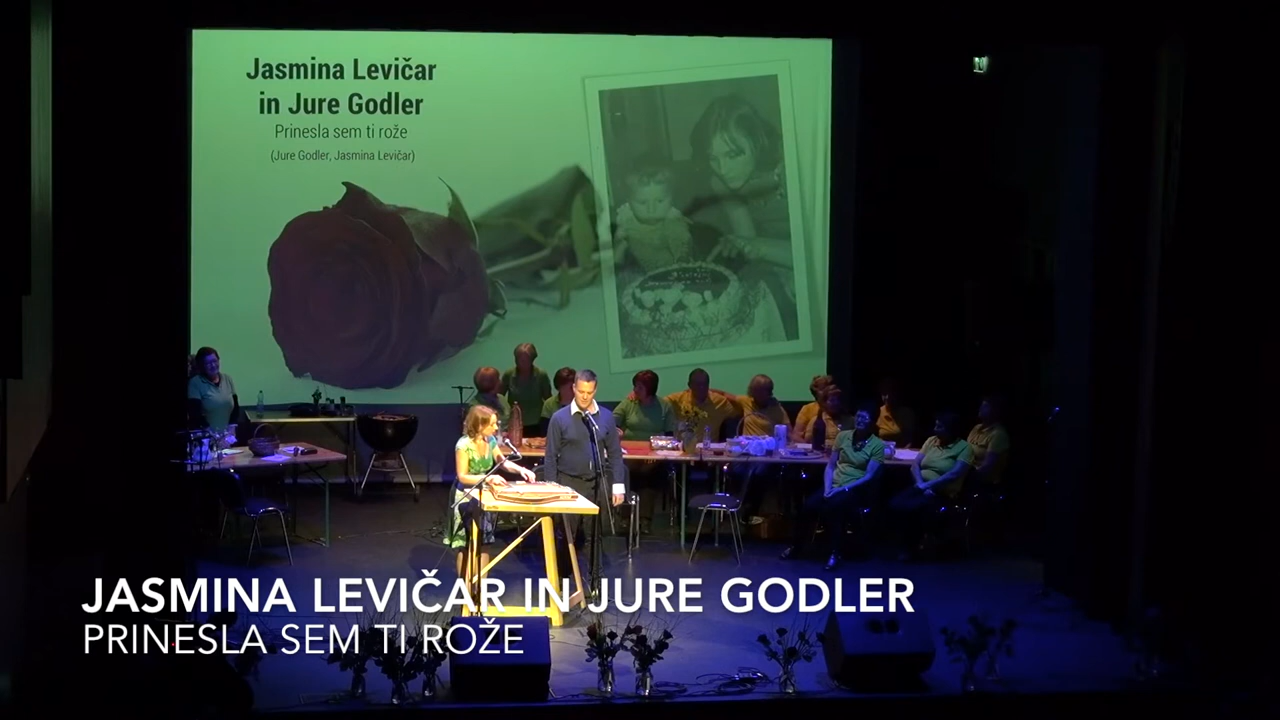 Jasmina Levičar
in Jure Godler
Prinesla sem ti rože
(Jure Godler, Jasmina Levičar)
JASMINA LEVIČAR IN JURE GODLER
PRINESLA SEM TI ROŽE